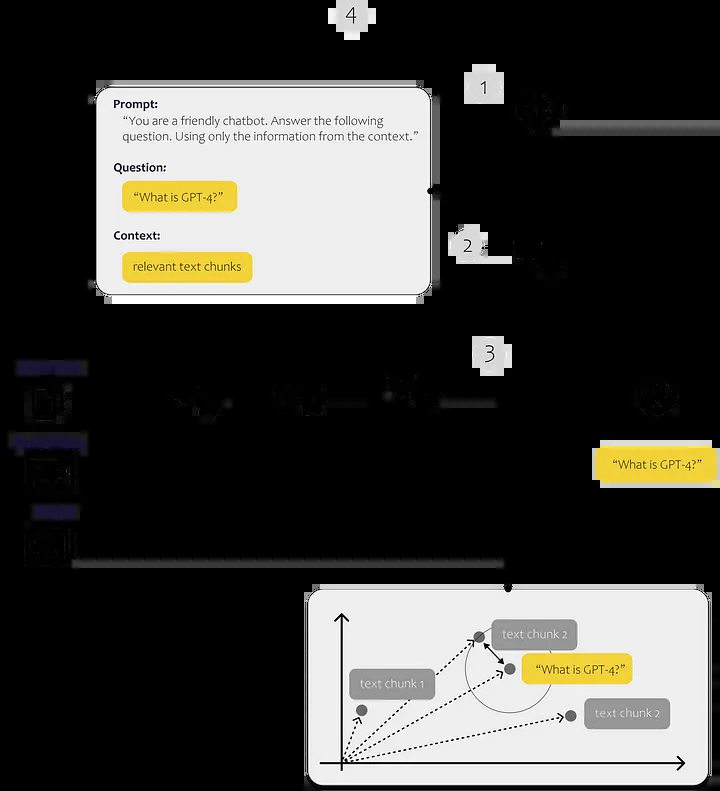 4
1
Prompt:
“You are a friendly chatbot. Answer the following
question. Using only the information from the context.”
Question:
“What is GPT-4?”
2
Context:
relevant text chunks
3
“What is GPT-4?”
text chunk 2
“What is GPT-4?”
text chunk 1
text chunk 2